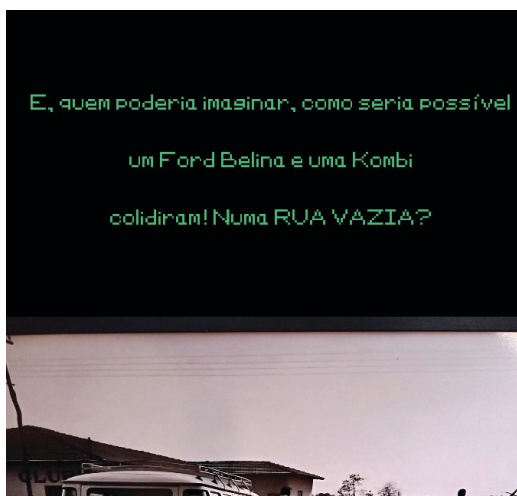 E, quem poderia imaginar, como seria possível
um Ford Belina e uma Kombi
colidiram! Numa RUA VAZIA?